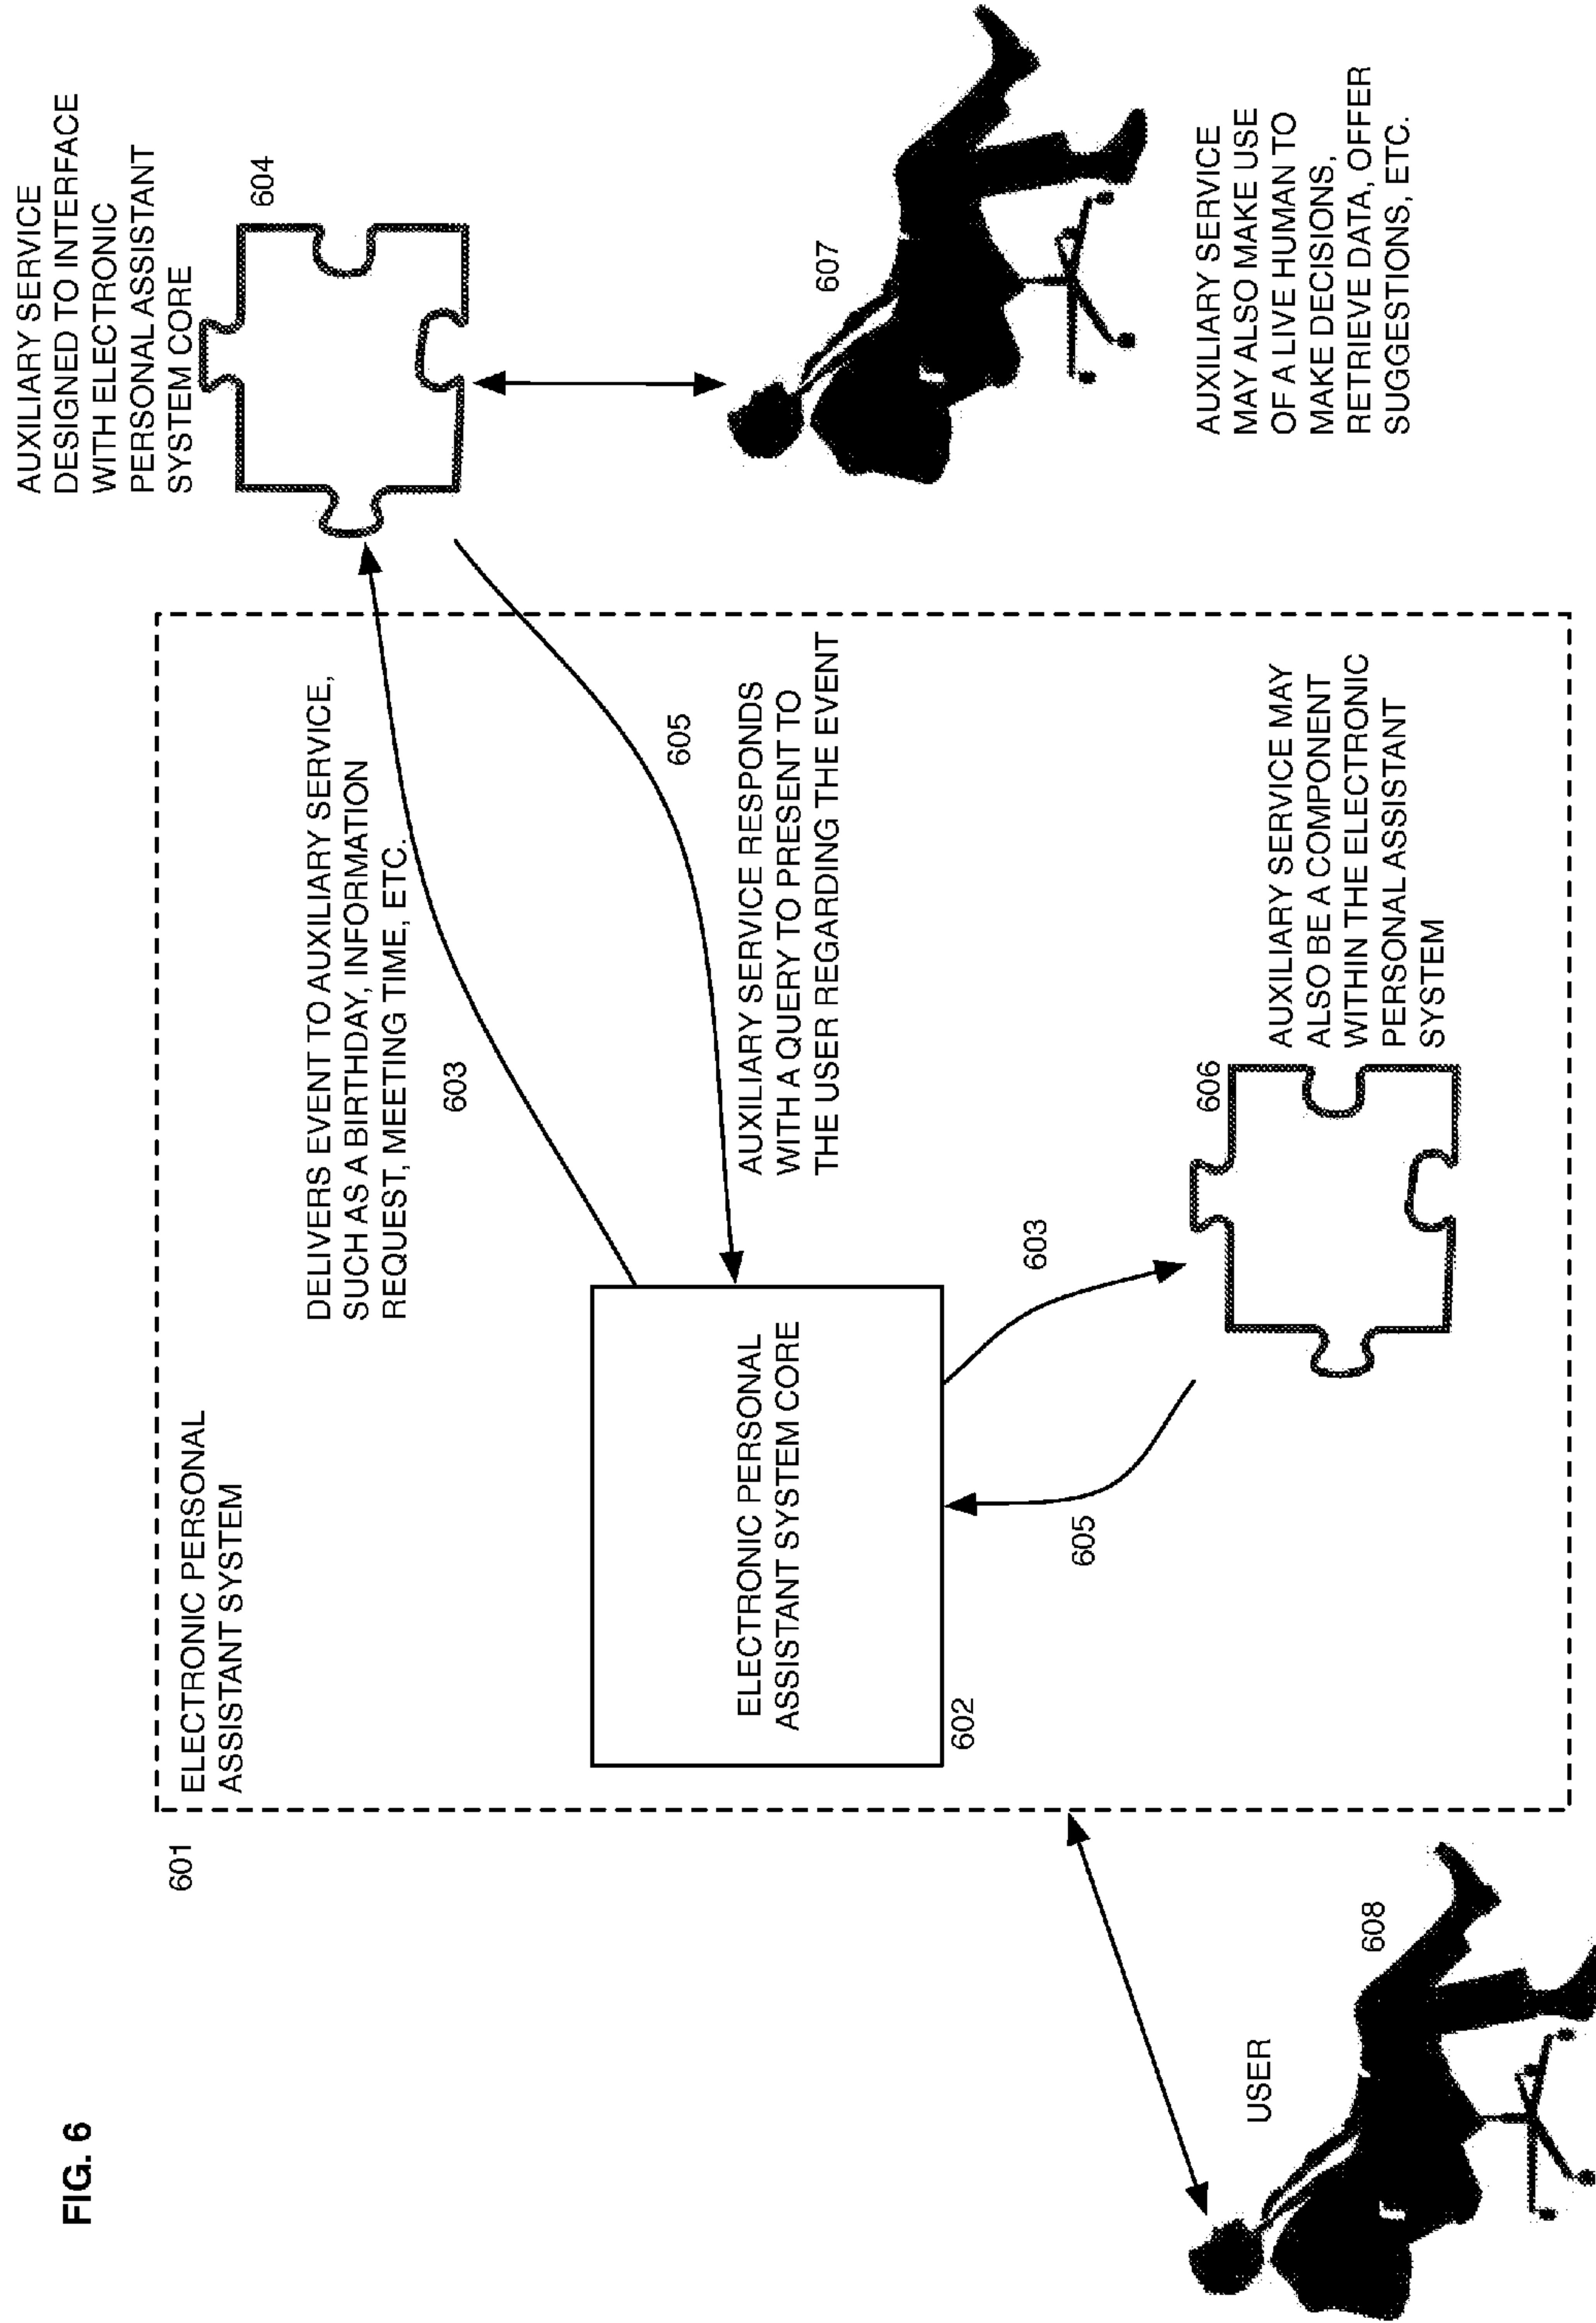 FIG. 6
601
ELECTRONIC PERSONAL
ASSISTANT SYSTEM
DELIVERS EVENT TO AUXILIARY SERVICE,
SUCH AS A BIRTHDAY, INFORMATION
REQUEST, MEETING TIME, ETC.
603
AUXILIARY SERVICE
DESIGNED TO INTERFACE
WITH ELECTRONIC
PERSONAL ASSISTANT
SYSTEM CORE
604
605
AUXILIARY SERVICE RESPONDS
WITH A QUERY TO PRESENT TO
THE USER REGARDING THE EVENT
ELECTRONIC PERSONAL
ASSISTANT SYSTEM CORE
602
603
605
606
AUXILIARY SERVICE MAY
ALSO BE A COMPONENT
WITHIN THE ELECTRONIC
PERSONAL ASSISTANT
SYSTEM
607
AUXILIARY SERVICE
MAY ALSO MAKE USE
OF A LIVE HUMAN TO
MAKE DECISIONS,
RETRIEVE DATA, OFFER
SUGGESTIONS, ETC.
USER
608